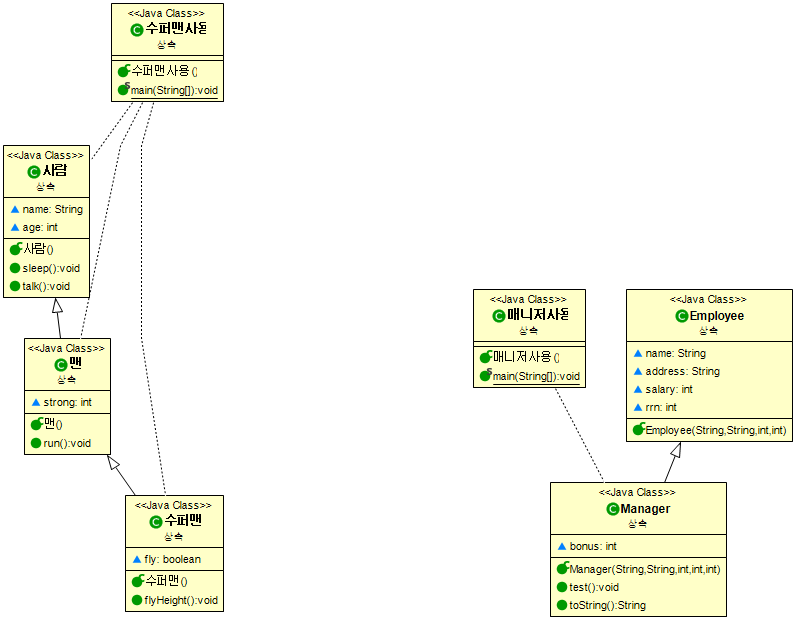 <<Java Class>>
수퍼맨사용
상속
수퍼맨사용()
main(String[]):void
<<Java Class>>
사람
상속
name: String
age: int
사람()
sleep():void
talk():void
<<Java Class>>
맨
상속
strong: int
맨()
run():void
<<Java Class>>
수퍼맨
상속
fly: boolean
수퍼맨()
flyHeight():void
<<Java Class>>
매니저사용
상속
매니저사용()
main(String[]):void
<<Java Class>>
Employee
상속
name: String
address: String
salary: int
rrn: int
Employee(String,String,int,int)
<<Java Class>>
Manager
상속
bonus: int
Manager(String,String,int,int,int)
test():void
toString():String